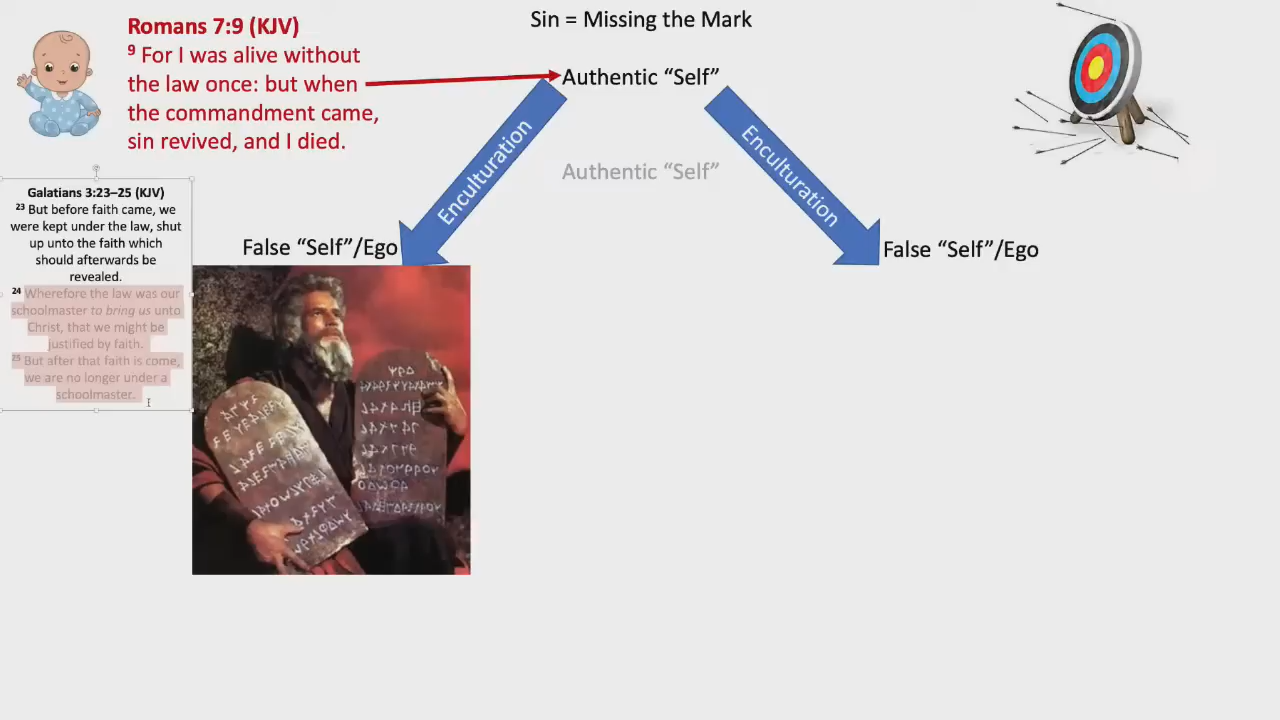 Sin = Missing the Mark
Romans 7:9 (KJV)
9 For I was alive without
the law once: but when
the commandment came,
sin revived, and I died.
Authentic “Self”
Enculturation
Enculturation
Authentic “Self”
Galatians 3:23–25 (KJV)
23 But before faith came, we
were kept under the law, shut
up unto the faith which
should afterwards be
revealed.
24 Wherefore the law was our
schoolmaster to bring us unto
Christ, that we might be
justified by faith.
25 But after that faith is come,
we are no longer under a
schoolmaster.
False “Self”/Ego
False “Self”/Ego